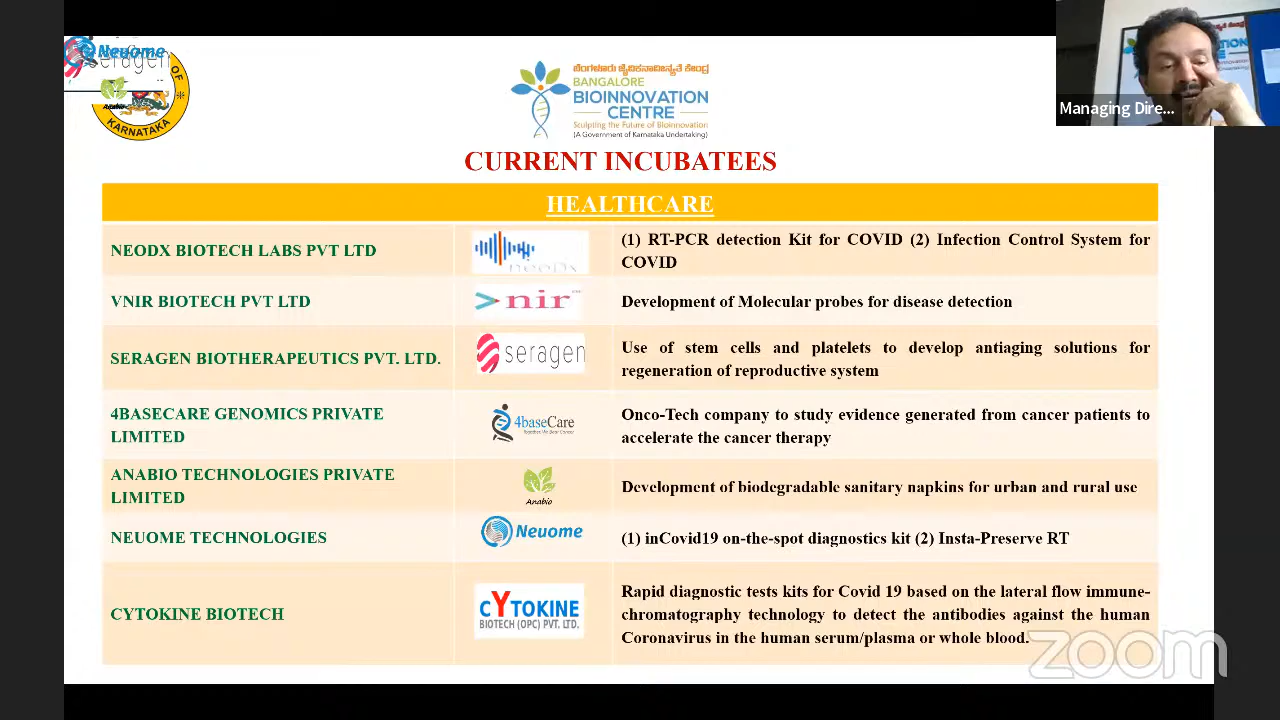 Neuome
seragen
Anabio
OF
KARNATAKA
ಬೆಂಗಳೂರು ಜೈವಿಕನಾವೀನ್ಯತೆ ಕೇಂದ್ರ
BANGALORE
BIOINNOVATION
CENTRE
Sculpting the Future of Bioinnovation
(A Government of Karnataka Undertaking)
Managing Dire...
CURRENT INCUBATEES
HEALTHCARE
NEODX BIOTECH LABS PVT LTD
neoDx
(1) RT-PCR detection Kit for COVID (2) Infection Control System for
COVID
VNIR BIOTECH PVT LTD
nir
Development of Molecular probes for disease detection
SERAGEN BIOTHERAPEUTICS PVT. LTD.
seragen
Use of stem cells and platelets to develop antiaging solutions for
regeneration of reproductive system
4BASECARE GENOMICS PRIVATE
LIMITED
4baseCare
Onco-Tech company to study evidence generated from cancer patients to
accelerate the cancer therapy
ANABIO TECHNOLOGIES PRIVATE
LIMITED
Anabio
Development of biodegradable sanitary napkins for urban and rural use
NEUOME TECHNOLOGIES
Neuome
(1) inCovid19 on-the-spot diagnostics kit (2) Insta-Preserve RT
CYTOKINE BIOTECH
CYTOKINE
BIOTECH (OPC) PVT. LTD.
Rapid diagnostic tests kits for Covid 19 based on the lateral flow immune-
chromatography technology to detect the antibodies against the human
Coronavirus in the human serum/plasma or whole blood.
zoom